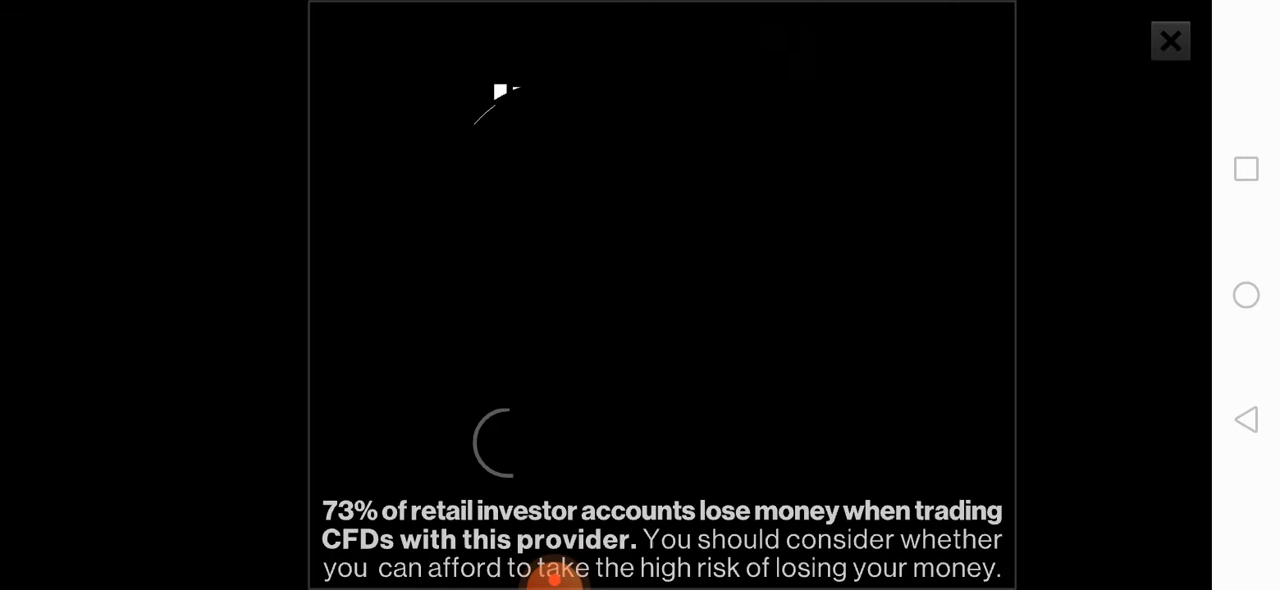 73% of retail investor accounts lose money when trading
CFDs with this provider. You should consider whether
you can afford to take the high risk of losing your money.